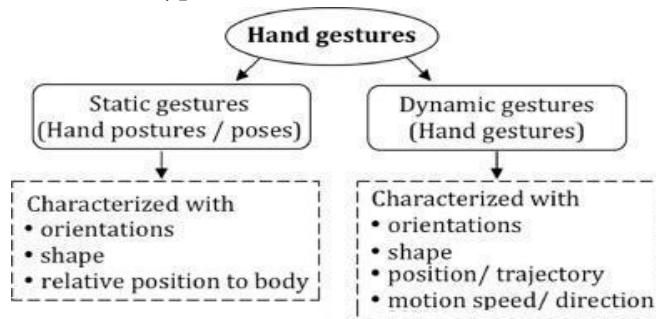 Hand gestures
Static gestures
(Hand postures / poses)
Dynamic gestures
(Hand gestures)
Characterized with
• orientations
• shape
• relative position to body
Characterized with
• orientations
• shape
• position/ trajectory
• motion speed/ direction